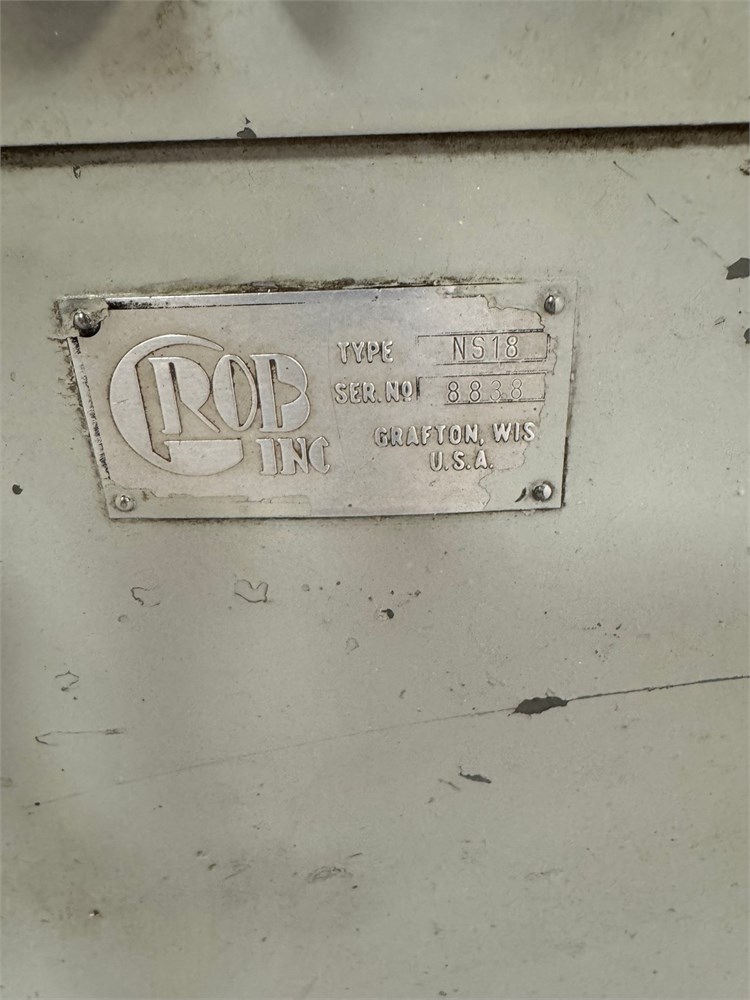 GROB
INC
TYPE NS18
SER. NO 8838
GRAFTON, WIS
U.S.A.